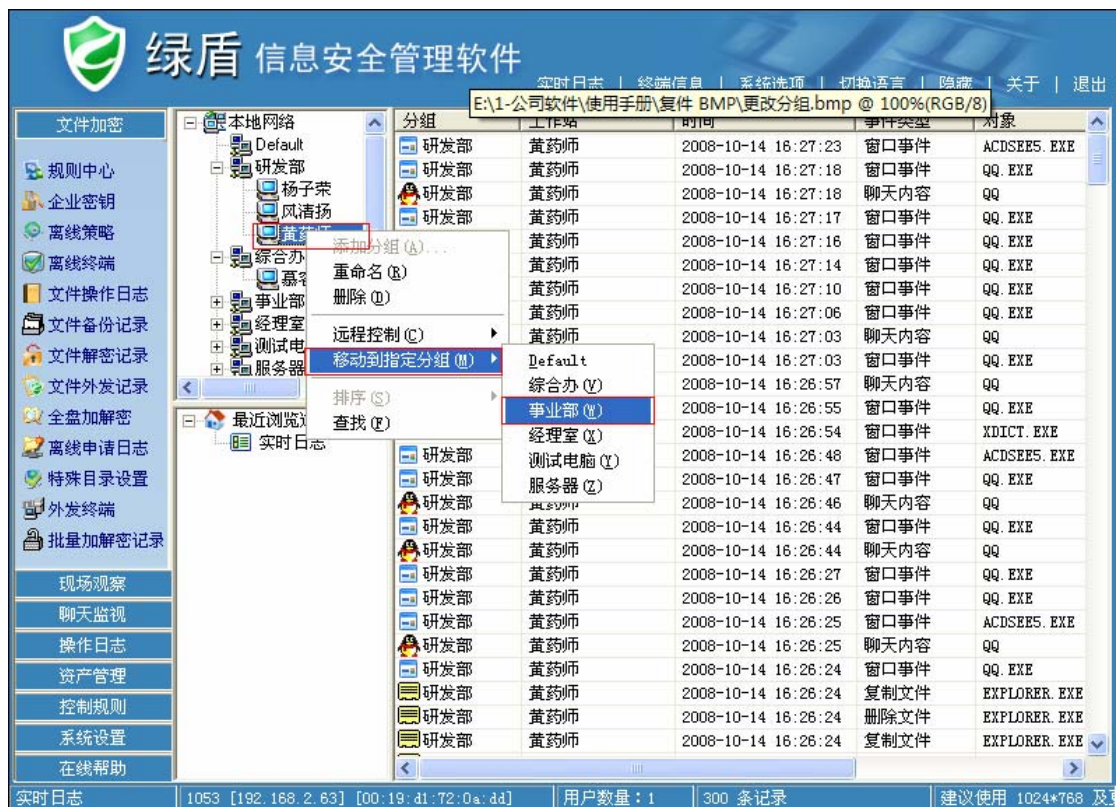 绿盾 信息安全管理软件
实时日志 | 终端信息 | 系统选项 | 切换语言 | 隐藏 | 关于 | 退出
E:\1-公司软件\使用手册\复件 BMP\更改分组.bmp @ 100%(RGB/8)
文件加密
规则中心
企业密钥
离线策略
离线终端
文件操作日志
文件备份记录
文件解密记录
文件外发记录
全盘加解密
离线申请日志
特殊目录设置
外发终端
批量加解密记录
现场观察
聊天监视
操作日志
资产管理
控制规则
系统设置
在线帮助
本地网络
Default
研发部
杨子荣
风清扬
黄药师
综合办
事业部
经理室
测试电
服务器
最近浏览
实时日志
添加分组(A)...
重命名(R)
删除(D)
远程控制(C)
移动到指定分组(M)
排序(S)
查找(F)
Default
综合办(V)
事业部(W)
经理室(X)
测试电脑(Y)
服务器(Z)
分组 工作站 时间 事件类型 对象
研发部 黄药师 2008-10-14 16:27:23 窗口事件 ACDSEE5.EXE
研发部 黄药师 2008-10-14 16:27:18 窗口事件 QQ.EXE
研发部 黄药师 2008-10-14 16:27:18 聊天内容 QQ
研发部 黄药师 2008-10-14 16:27:17 窗口事件 QQ.EXE
黄药师 2008-10-14 16:27:16 窗口事件 QQ.EXE
黄药师 2008-10-14 16:27:14 窗口事件 QQ.EXE
黄药师 2008-10-14 16:27:10 窗口事件 QQ.EXE
黄药师 2008-10-14 16:27:06 窗口事件 QQ.EXE
黄药师 2008-10-14 16:27:03 聊天内容 QQ
2008-10-14 16:27:03 窗口事件 QQ.EXE
2008-10-14 16:26:57 聊天内容 QQ
2008-10-14 16:26:55 窗口事件 QQ.EXE
2008-10-14 16:26:54 窗口事件 XDICT.EXE
研发部 2008-10-14 16:26:48 窗口事件 ACDSEE5.EXE
研发部 2008-10-14 16:26:47 窗口事件 QQ.EXE
研发部 黄药师 2008-10-14 16:26:46 聊天内容 QQ
研发部 黄药师 2008-10-14 16:26:44 窗口事件 QQ.EXE
研发部 黄药师 2008-10-14 16:26:44 聊天内容 QQ
研发部 黄药师 2008-10-14 16:26:27 窗口事件 QQ.EXE
研发部 黄药师 2008-10-14 16:26:26 窗口事件 QQ.EXE
研发部 黄药师 2008-10-14 16:26:25 窗口事件 ACDSEE5.EXE
研发部 黄药师 2008-10-14 16:26:25 聊天内容 QQ
研发部 黄药师 2008-10-14 16:26:24 窗口事件 QQ.EXE
研发部 黄药师 2008-10-14 16:26:24 复制文件 EXPLORER.EXE
研发部 黄药师 2008-10-14 16:26:24 删除文件 EXPLORER.EXE
研发部 黄药师 2008-10-14 16:26:24 复制文件 EXPLORER.EXE
实时日志 1053 [192.168.2.63] [00:19:d1:72:0a:dd] 用户数量：1 300 条记录 建议使用 1024*768 及